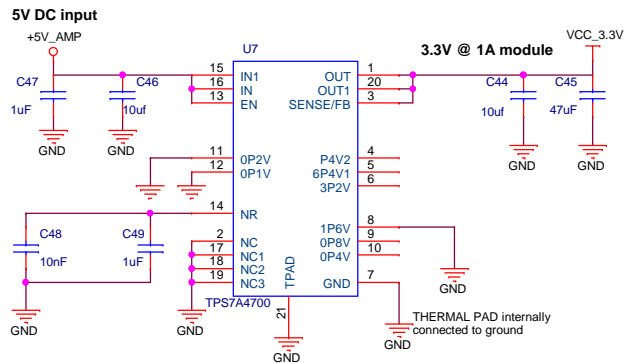 5V DC input
+5V_AMP
U7
3.3V @ 1A module
VCC_3.3V
C47
1uF
C46
10uf
15
IN1
16
IN
13
EN
OUT
1
OUT1
20
SENSE/FB
3
C44
10uf
C45
47uF
GND
GND
GND
GND
11
0P2V
12
0P1V
P4V2
4
6P4V1
5
3P2V
6
GND
GND
14
NR
1P6V
8
0P8V
9
0P4V
10
C48
10nF
C49
1uF
2
NC
17
NC1
18
NC2
19
NC3
GND
7
TPAD
TPS7A4700
21
GND
GND
GND
GND
GND
THERMAL PAD internally
connected to ground